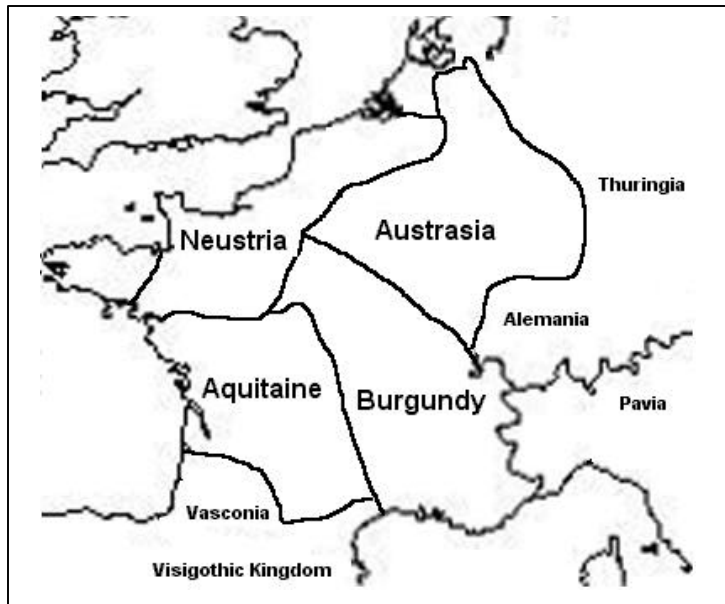 Thuringia
Neustria
Austrasia
Alemania
Aquitaine
Burgundy
Pavia
Vasconia
Visigothic Kingdom